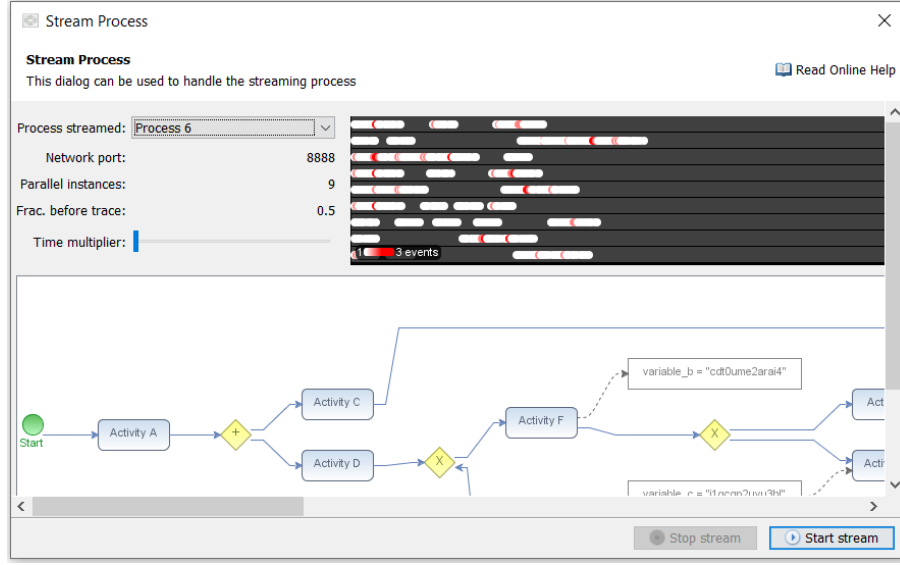 Stream Process
Stream Process
This dialog can be used to handle the streaming process
Read Online Help
Process streamed: Process 6
Network port: 8888
Parallel instances: 9
Frac. before trace: 0.5
Time multiplier:
1 3 events
variable_b = "cdt0ume2arai4"
Activity C
Activity F
Act
Start
Activity A
+
X
Activity D
X
Activ
variable_c =
Stop stream
Start stream